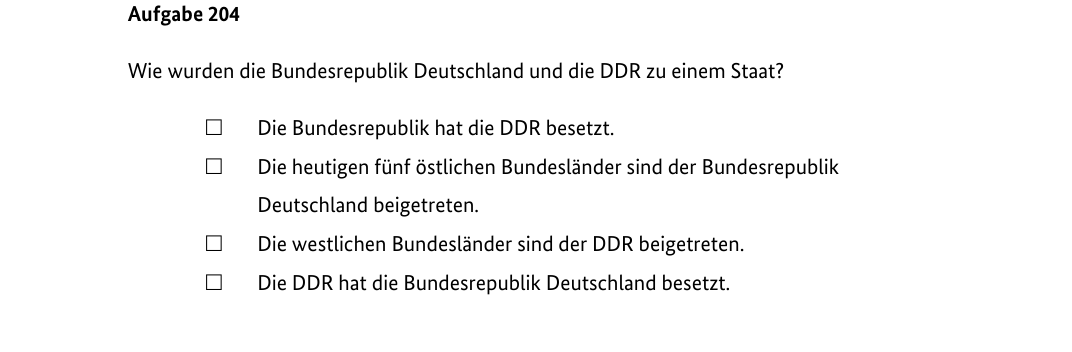 Aufgabe 204
Wie wurden die Bundesrepublik Deutschland und die DDR zu einem Staat?
☐ Die Bundesrepublik hat die DDR besetzt.
☐ Die heutigen fünf östlichen Bundesländer sind der Bundesrepublik
Deutschland beigetreten.
☐ Die westlichen Bundesländer sind der DDR beigetreten.
☐ Die DDR hat die Bundesrepublik Deutschland besetzt.